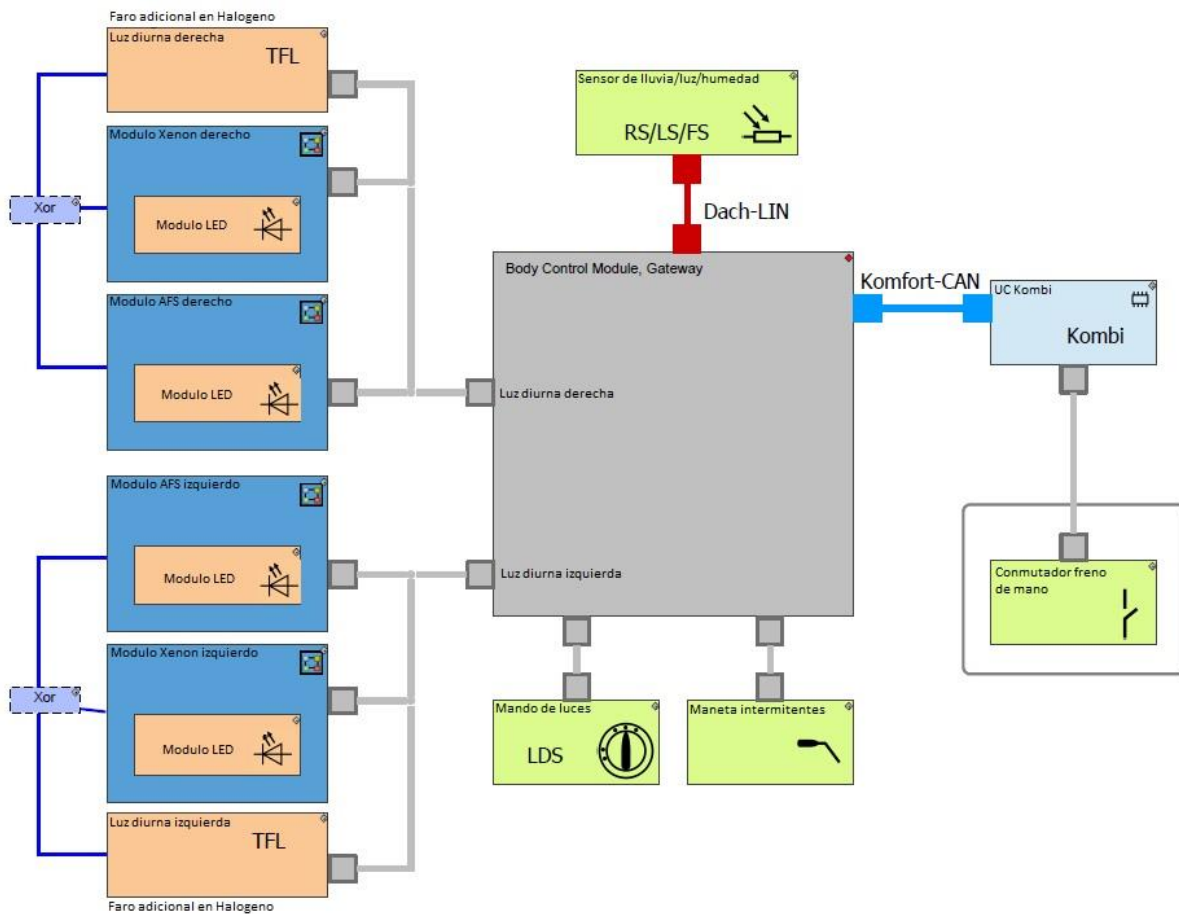 Faro adicional en Halogeno
Luz diurna derecha
TFL
Modulo Xenon derecho
Modulo LED
Xor
Modulo AFS derecho
Modulo LED
Modulo AFS izquierdo
Modulo LED
Modulo Xenon izquierdo
Xor
Modulo LED
Luz diurna izquierda
TFL
Faro adicional en Halogeno
Sensor de lluvia/luz/humedad
RS/LS/FS
Dach-LIN
Body Control Module, Gateway
Luz diurna derecha
Luz diurna izquierda
Komfort-CAN
UC Kombi
Kombi
Conmutador freno
de mano
Mando de luces
LDS
Maneta intermitentes